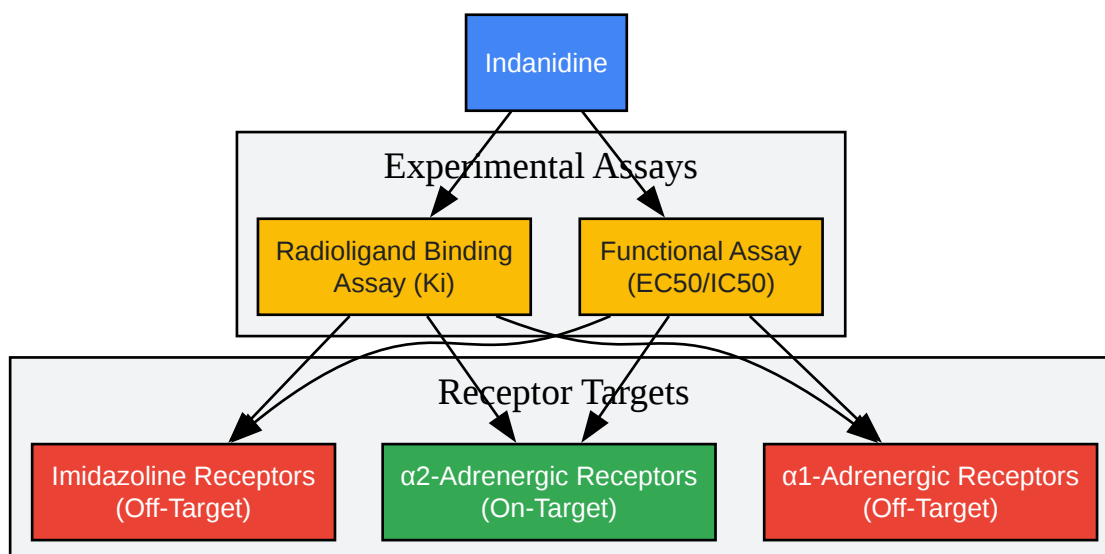 Indanidine
Experimental Assays
Radioligand Binding
Assay (Ki)
Functional Assay
(EC50/IC50)
Receptor Targets
Imidazoline Receptors
(Off-Target)
α2-Adrenergic Receptors
(On-Target)
α1-Adrenergic Receptors
(Off-Target)